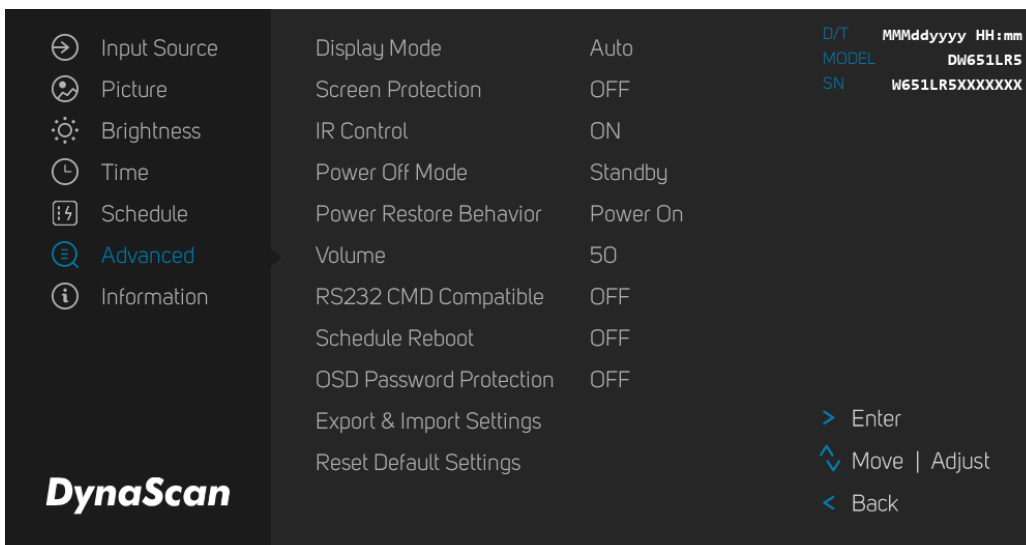 Input Source
Picture
Brightness
Time
Schedule
Advanced
Information
DynaScan
Display Mode Auto
Screen Protection OFF
IR Control ON
Power Off Mode Standby
Power Restore Behavior Power On
Volume 50
RS232 CMD Compatible OFF
Schedule Reboot OFF
OSD Password Protection OFF
Export & Import Settings
Reset Default Settings
D/T MMMddyyyy HH:mm
MODEL DW651LR5
SN W651LR5XXXXXXX
> Enter
Move | Adjust
< Back